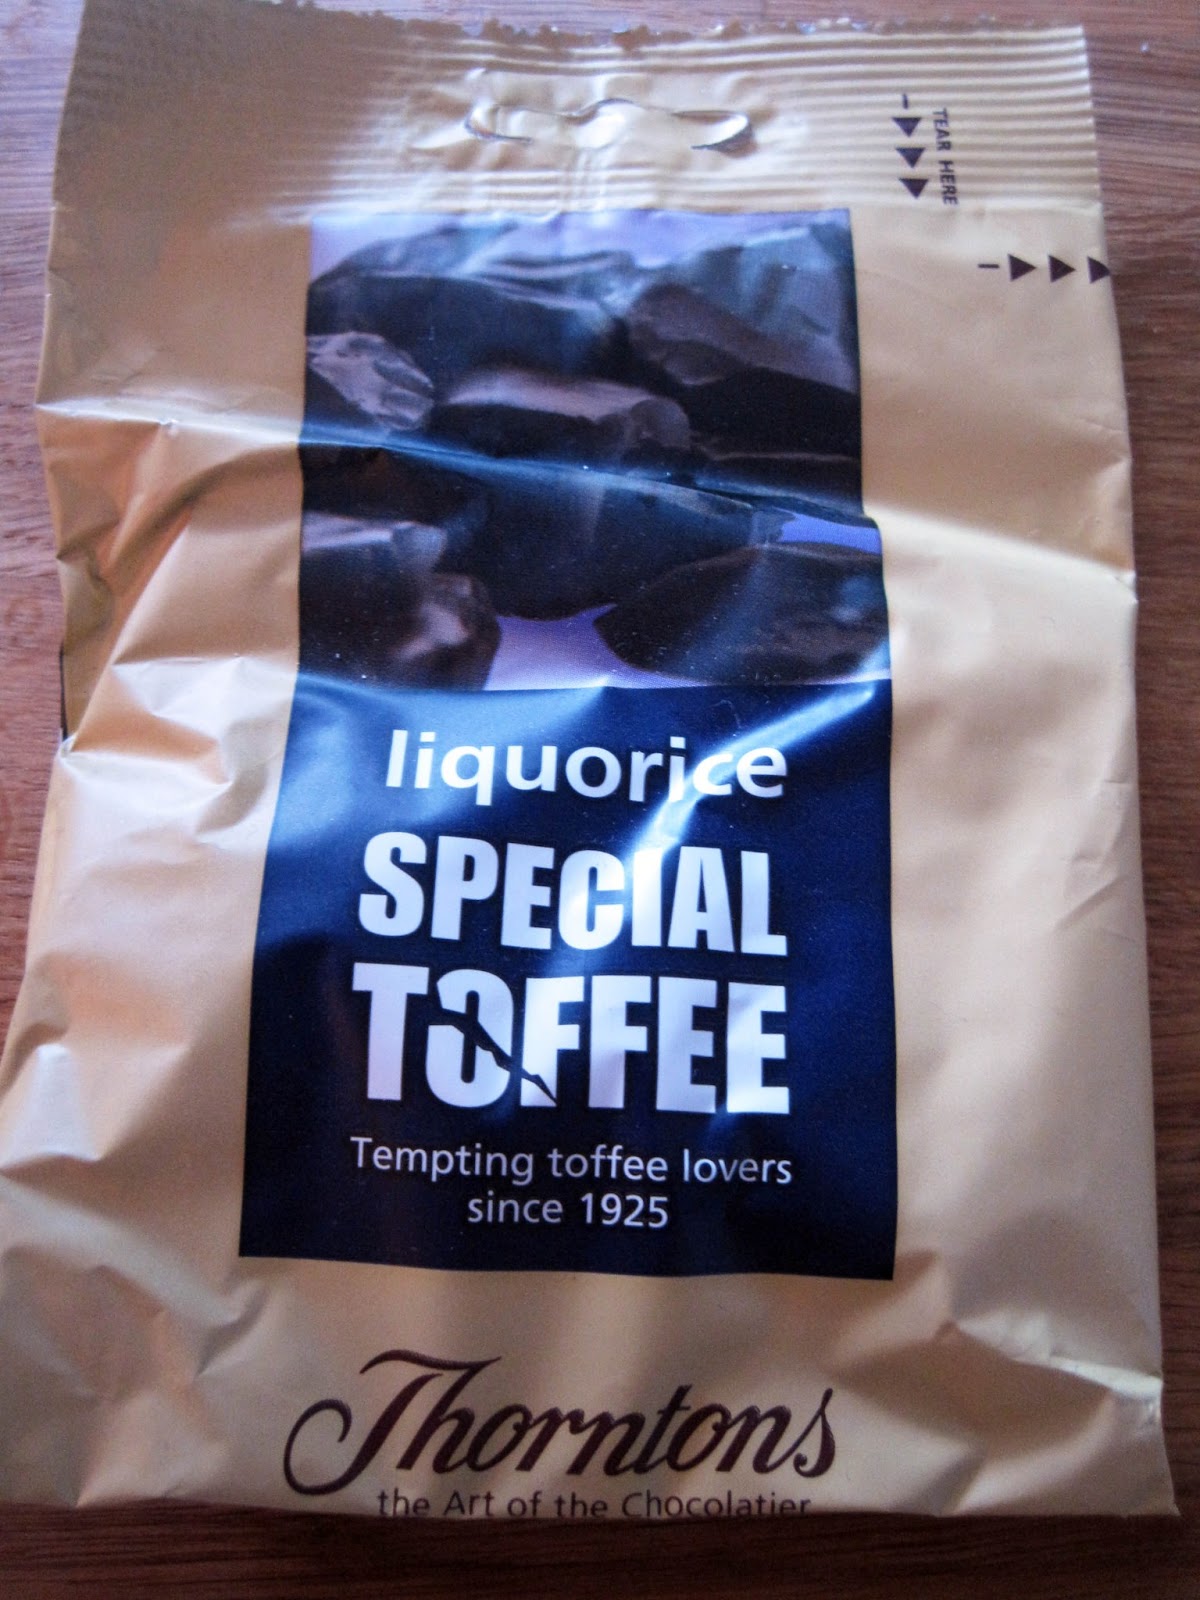 TEAR HERE
liquorice
SPECIAL
TOFFEE
Tempting toffee lovers
since 1925
Thorntons
the Art of the Chocolatier